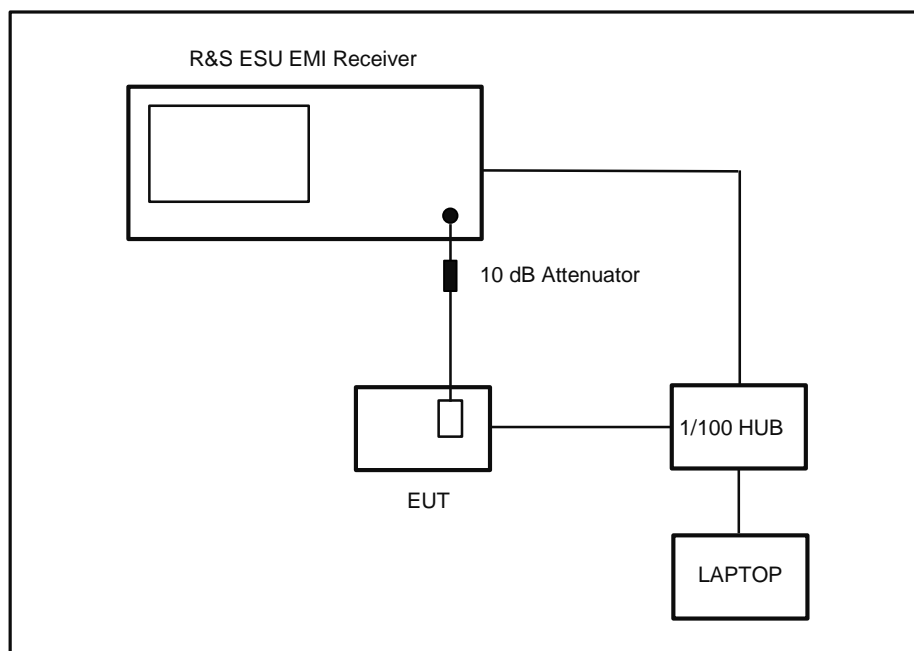 R&S ESU EMI Receiver
10 dB Attenuator
1/100 HUB
EUT
LAPTOP